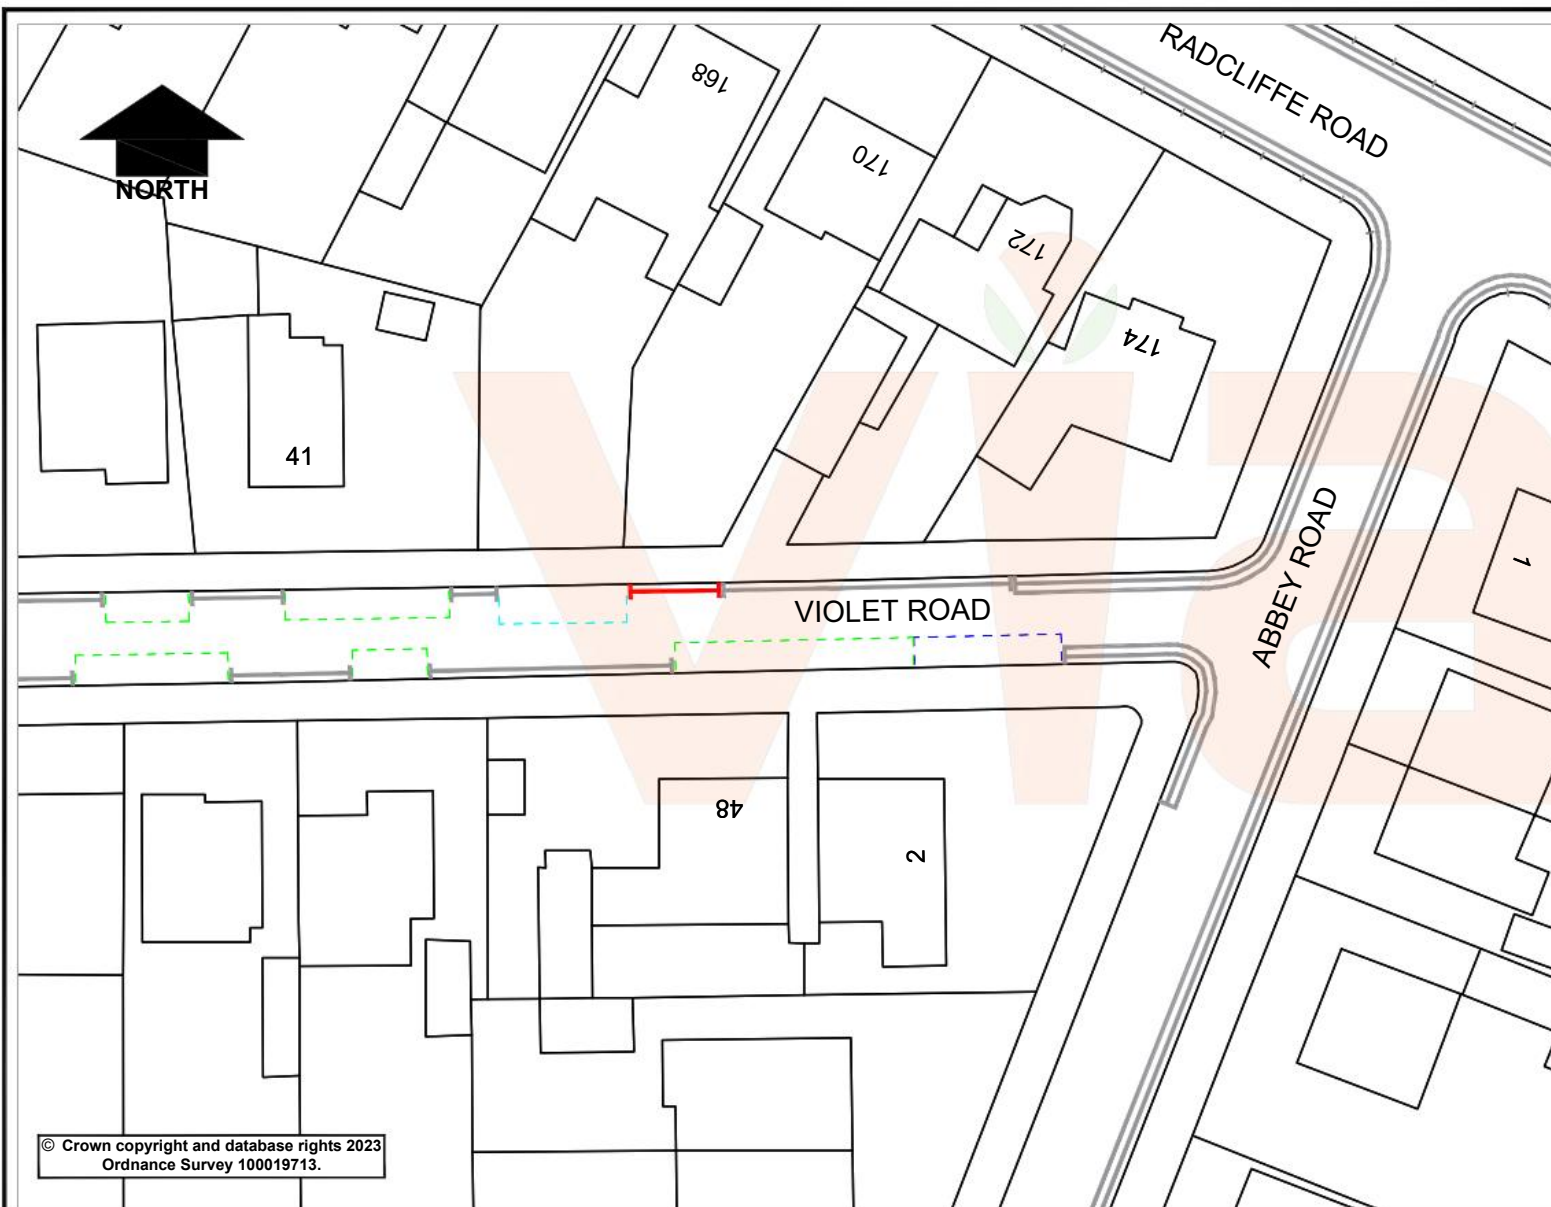 RADCLIFFE ROAD
168
170
NORTH
172
174
41
ABBEY ROAD
1
VIOLET ROAD
48
2
© Crown copyright and database rights 2023
Ordnance Survey 100019713.
via